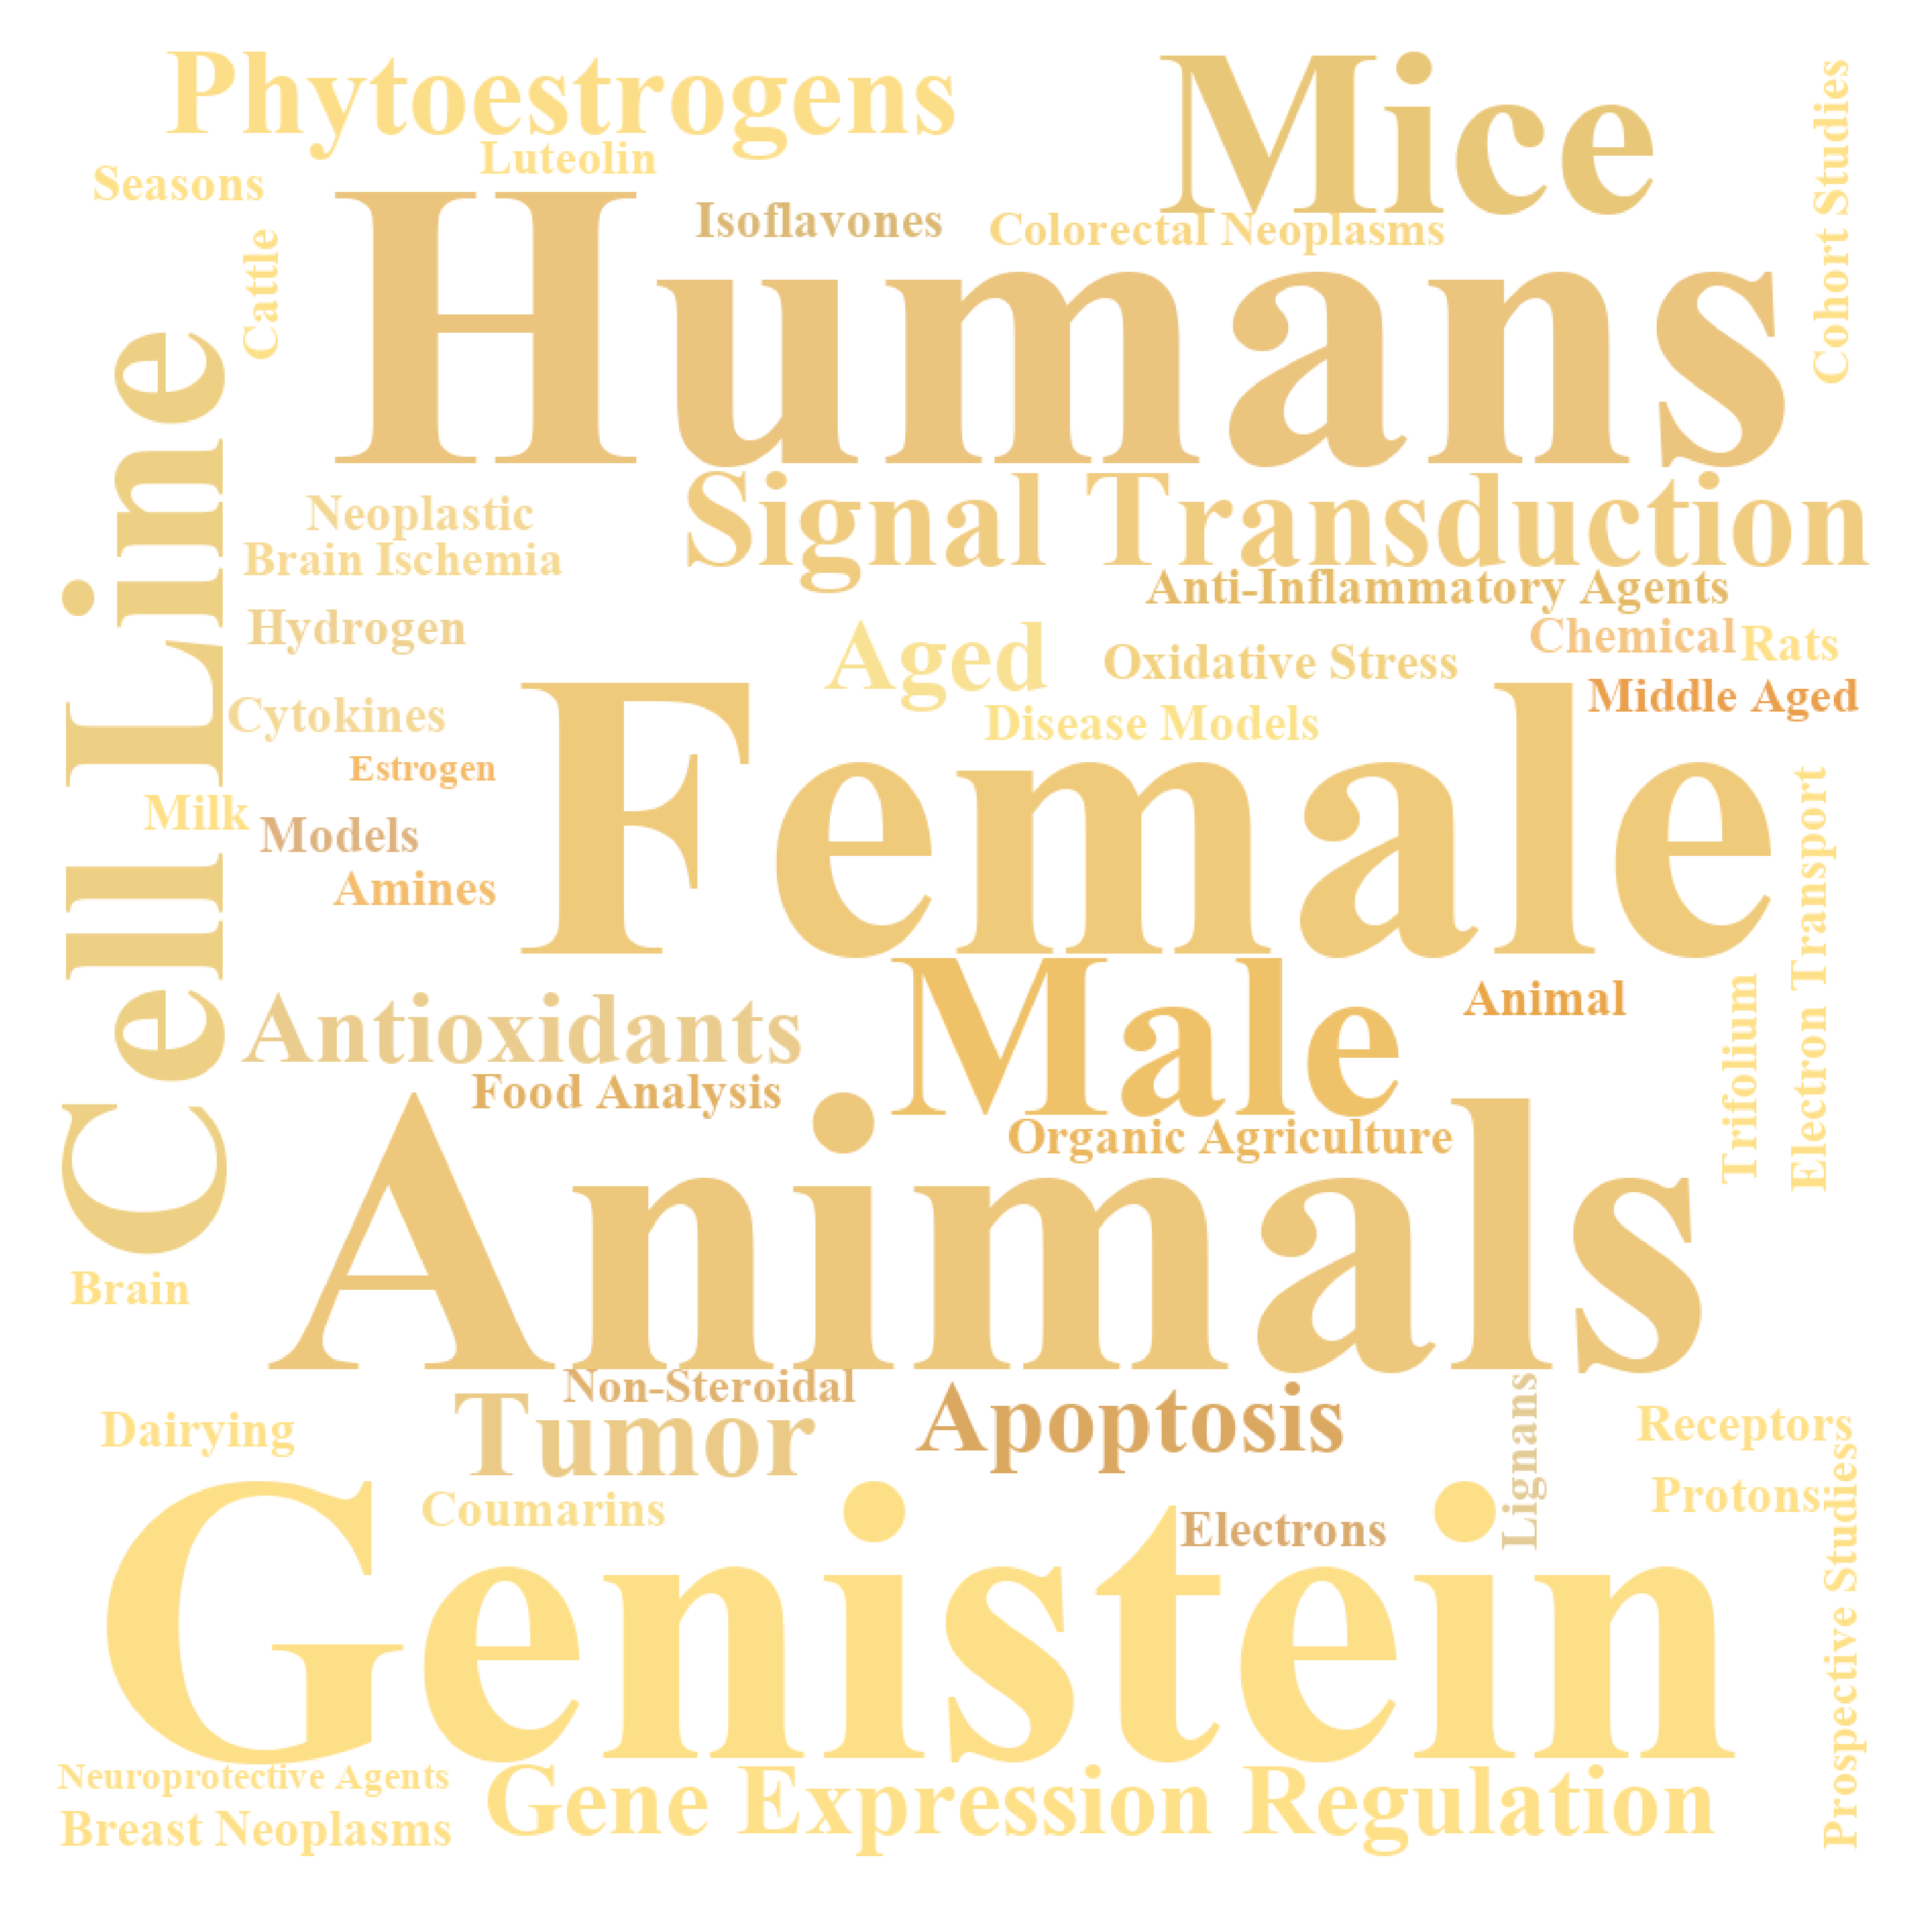 Phytoestrogens
Mice
Cohort Studies
Luteolin
Seasons
Isoflavones
Colorectal Neoplasms
Cattle
Humans
Cell Line
Signal Transduction
Neoplastic
Brain Ischemia
Anti-Inflammatory Agents
Hydrogen
Aged
Oxidative Stress
Chemical
Rats
Middle Aged
Cytokines
Disease Models
Estrogen
Female
Milk
Models
Amines
Electron Transport
Male
Animal
Trifolium
Antioxidants
Food Analysis
Organic Agriculture
Animals
Brain
Non-Steroidal
Tumor
Apoptosis
Lignans
Dairying
Receptors
Coumarins
Electrons
Protons
Prospective Studies
Genistein
Neuroprotective Agents
Gene Expression Regulation
Breast Neoplasms